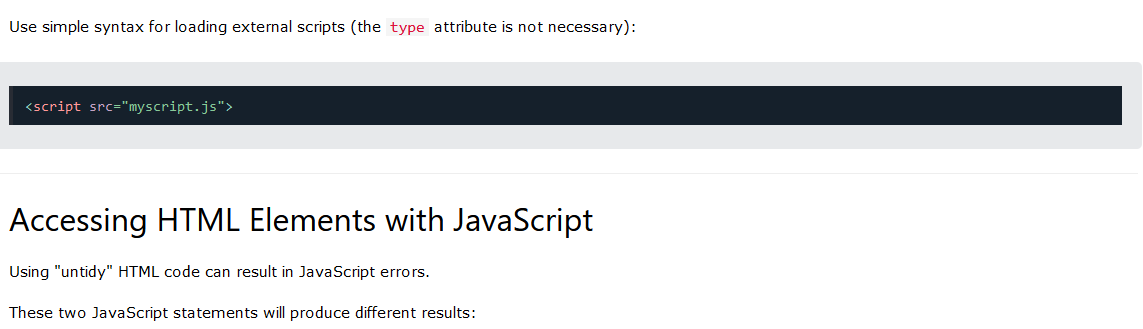 Use simple syntax for loading external scripts (the type attribute is not necessary):
<script src="myscript.js">
Accessing HTML Elements with JavaScript
Using "untidy" HTML code can result in JavaScript errors.
These two JavaScript statements will produce different results: